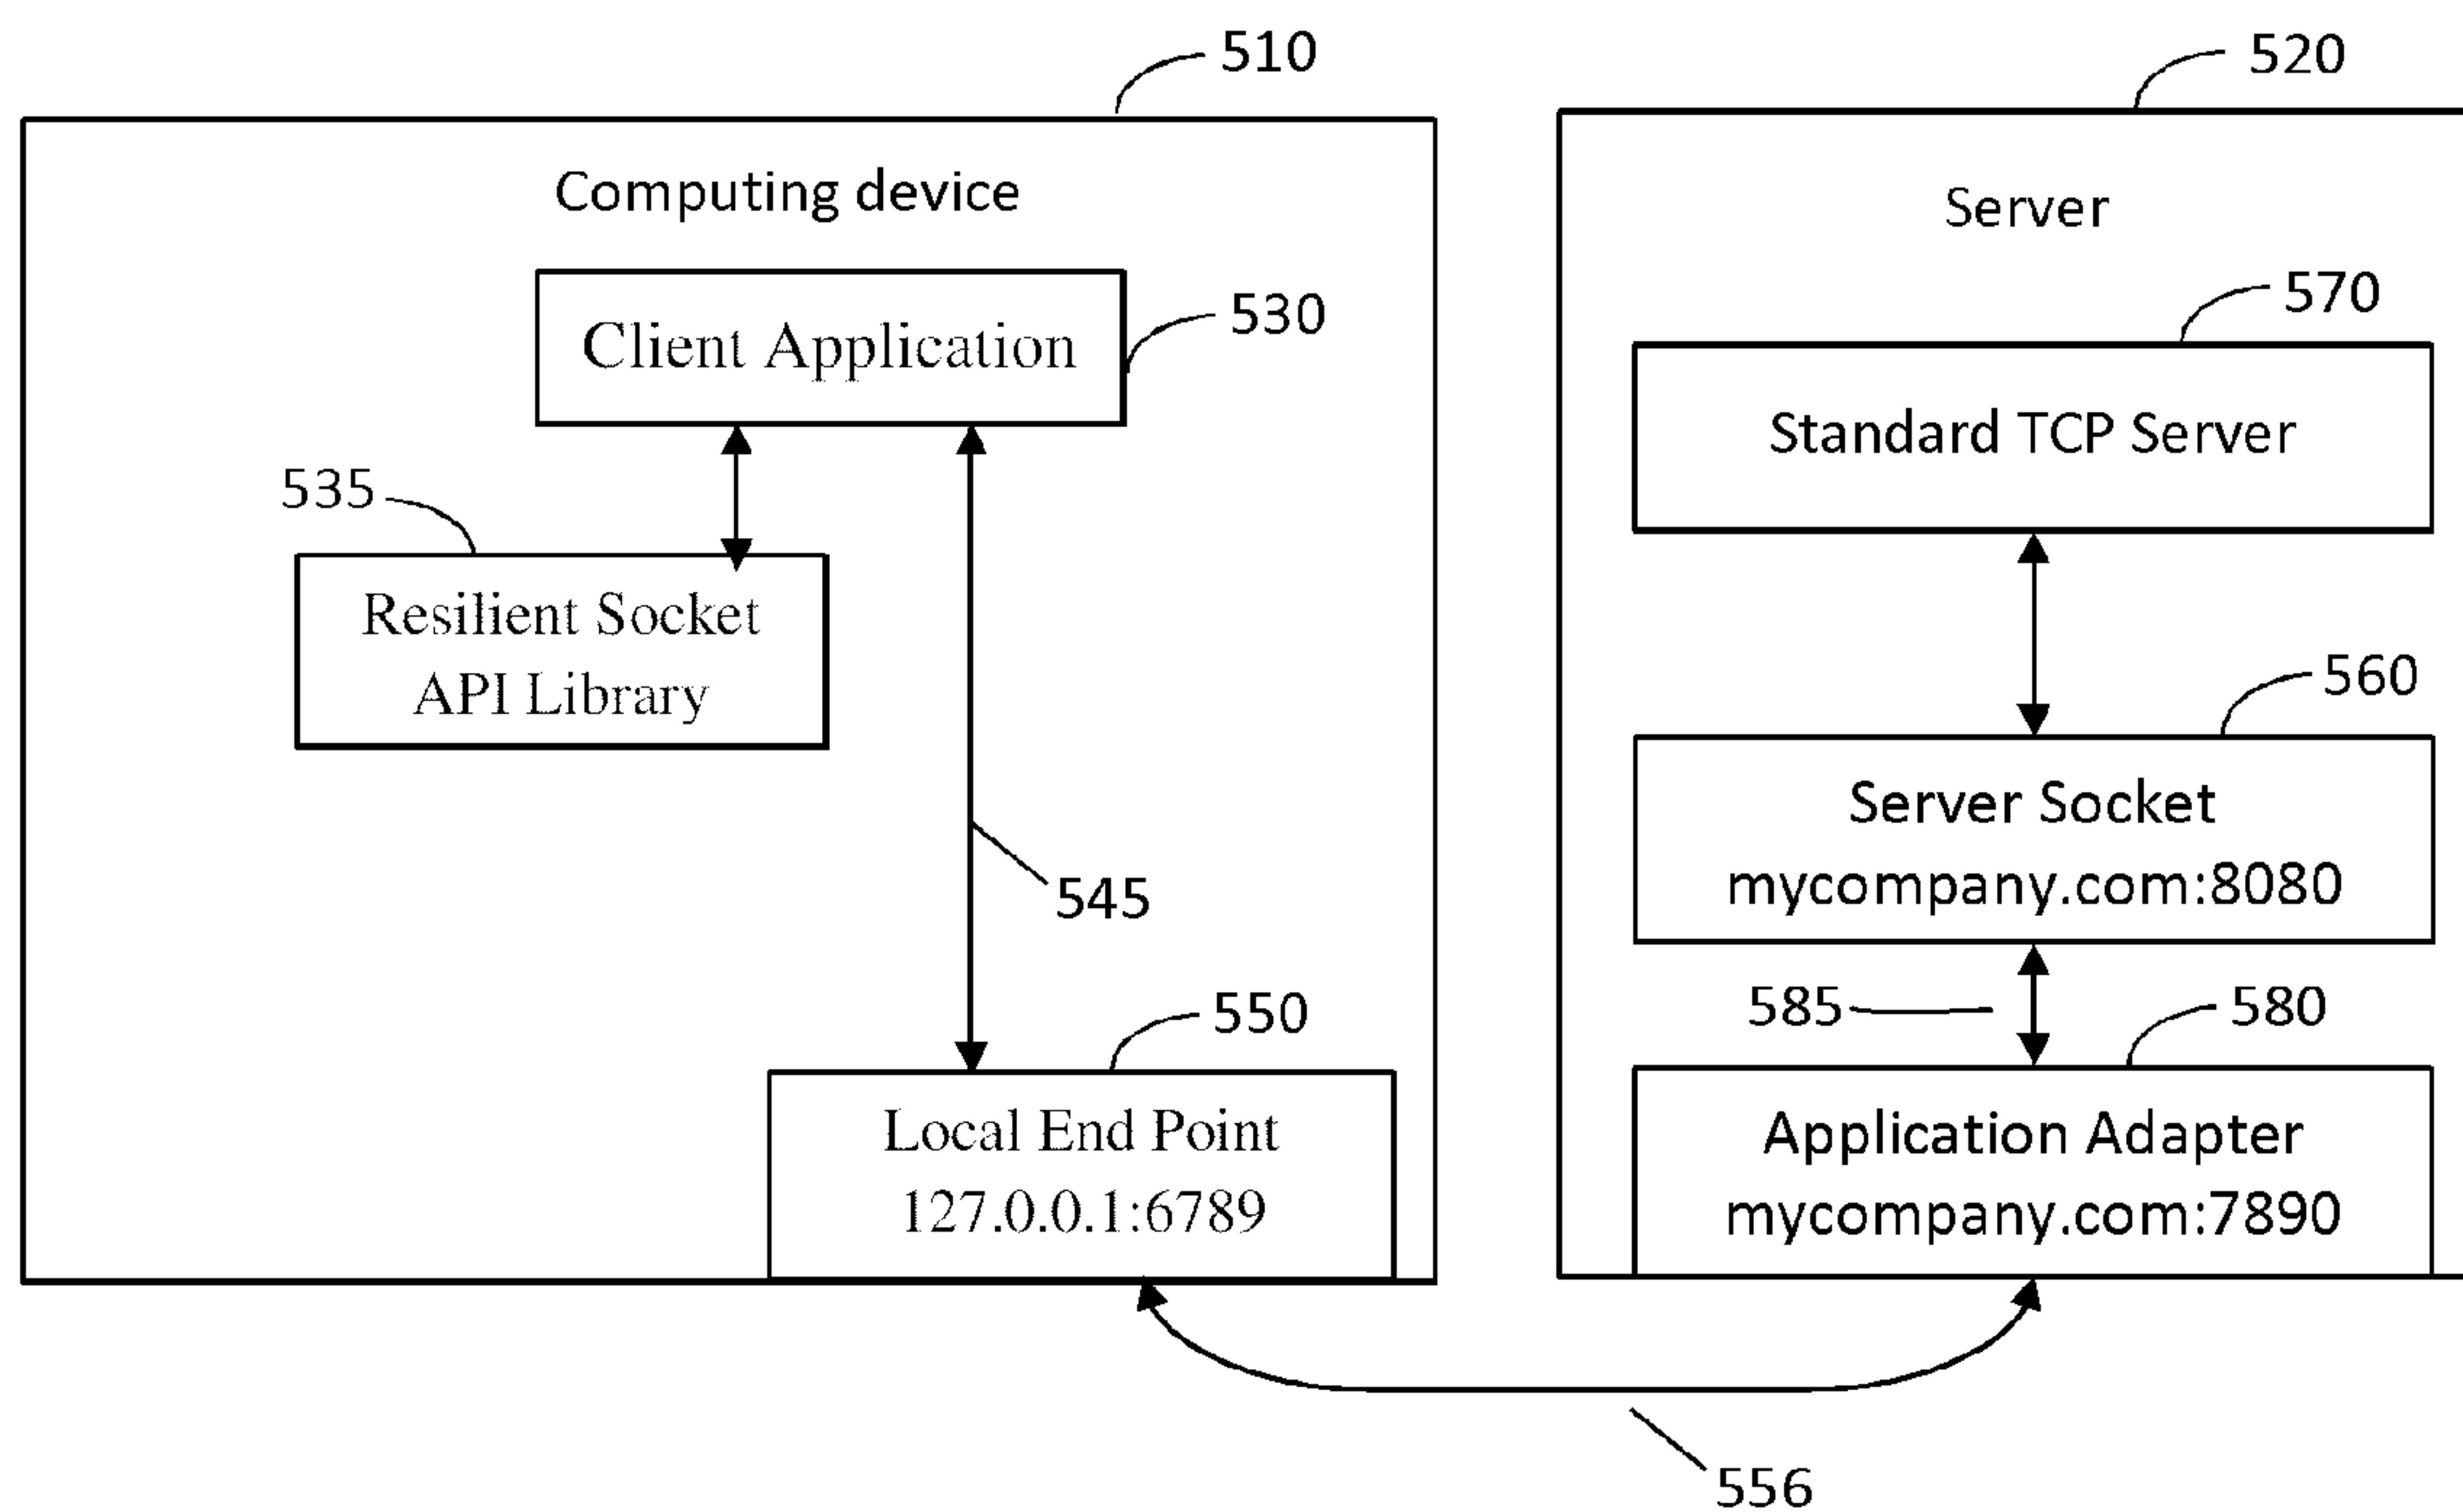 510
520
Computing device
Server
570
Client Application
530
Standard TCP Server
535
Resilient Socket
API Library
560
Server Socket
mycompany.com:8080
545
585
580
550
Local End Point
127.0.0.1:6789
Application Adapter
mycompany.com:7890
556